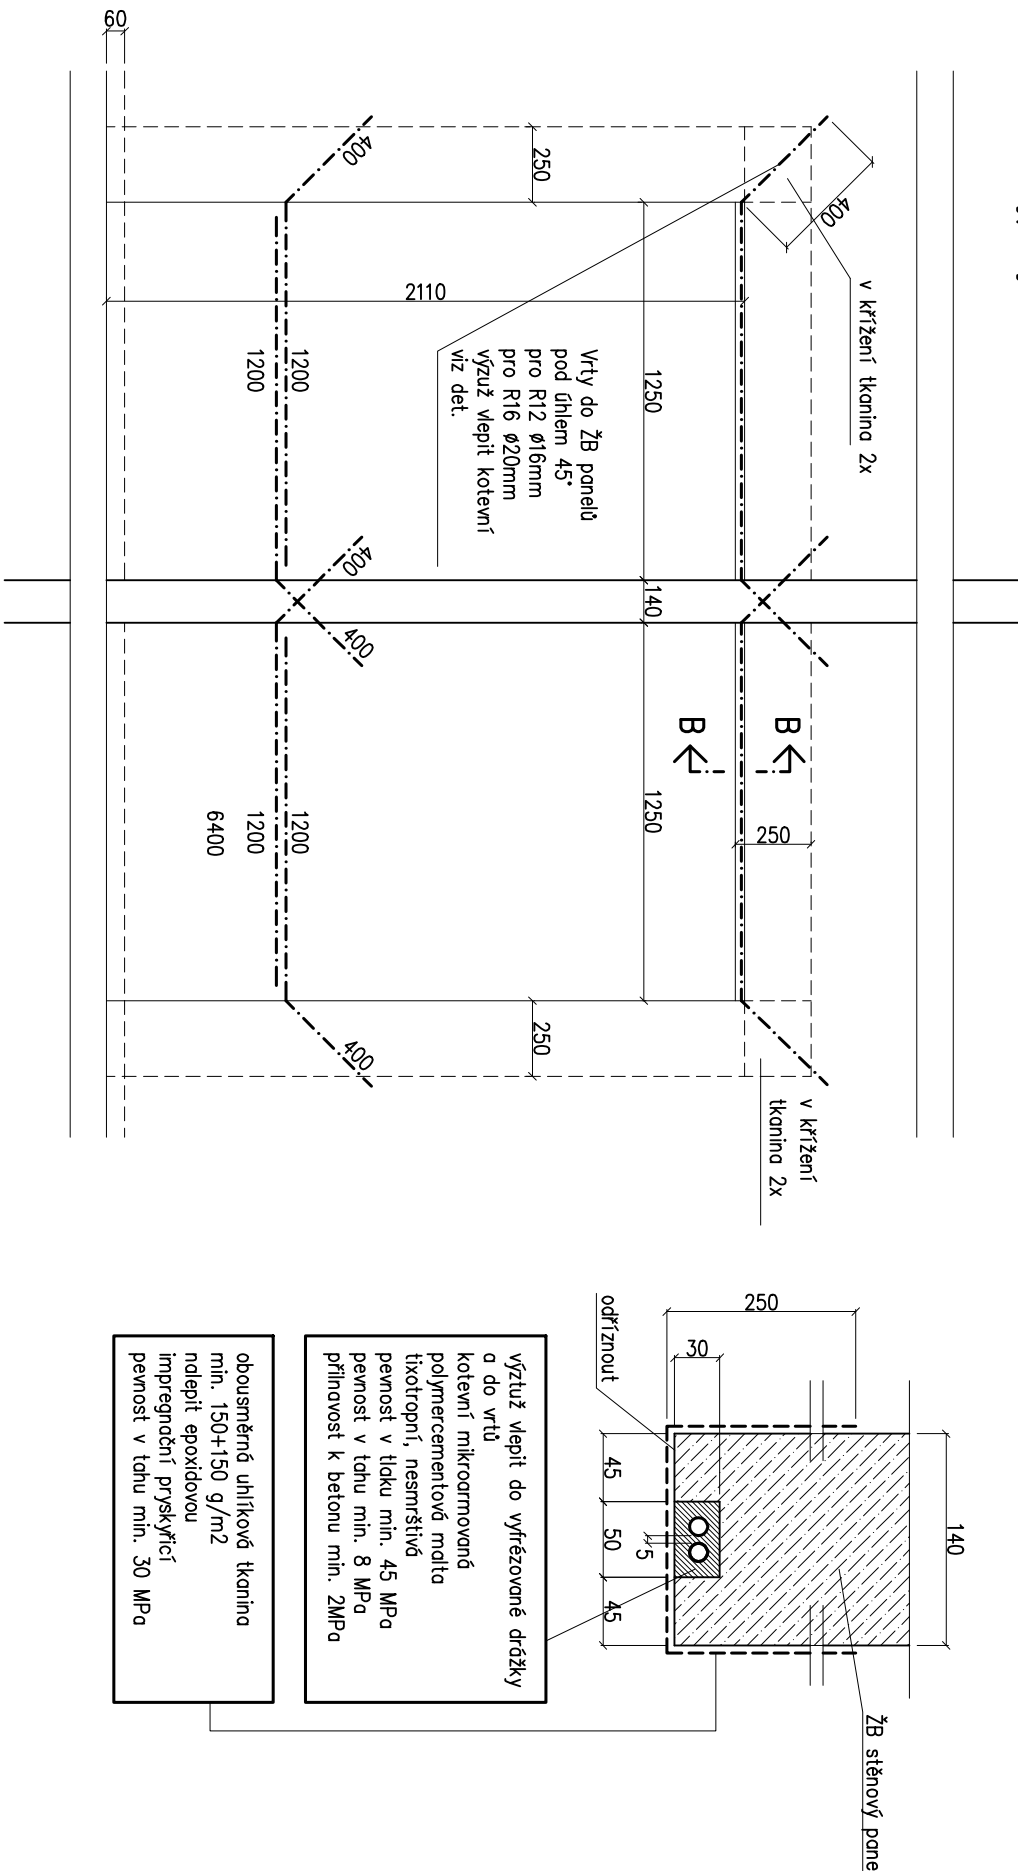 60
400
250
400
v křížení tkanina 2x
2110
1200
1200
Vrty do ŽB panelů
pod úhlem 45°
pro R12 ø16mm
pro R16 ø20mm
výzuž vlepit kotevní
viz det.
1250
400
140
400
B
B
1250
250
1200
1200
6400
250
400
v křížení
tkanina 2x
250
30
odříznout
45
50
45
5
140
ŽB stěnový pane
výztuž vlepit do vyfrézované drážky
a do vrtů
kotevní mikroarmovaná
polymercementová malta
tixotropní, nesmrštivá
pevnost v tlaku min. 45 MPa
pevnost v tahu min. 8 MPa
přilnavost k betonu min. 2MPa
obousměrná uhlíková tkanina
min. 150+150 g/m2
nalepit epoxidovou
impregnační pryskyřicí
pevnost v tahu min. 30 MPa